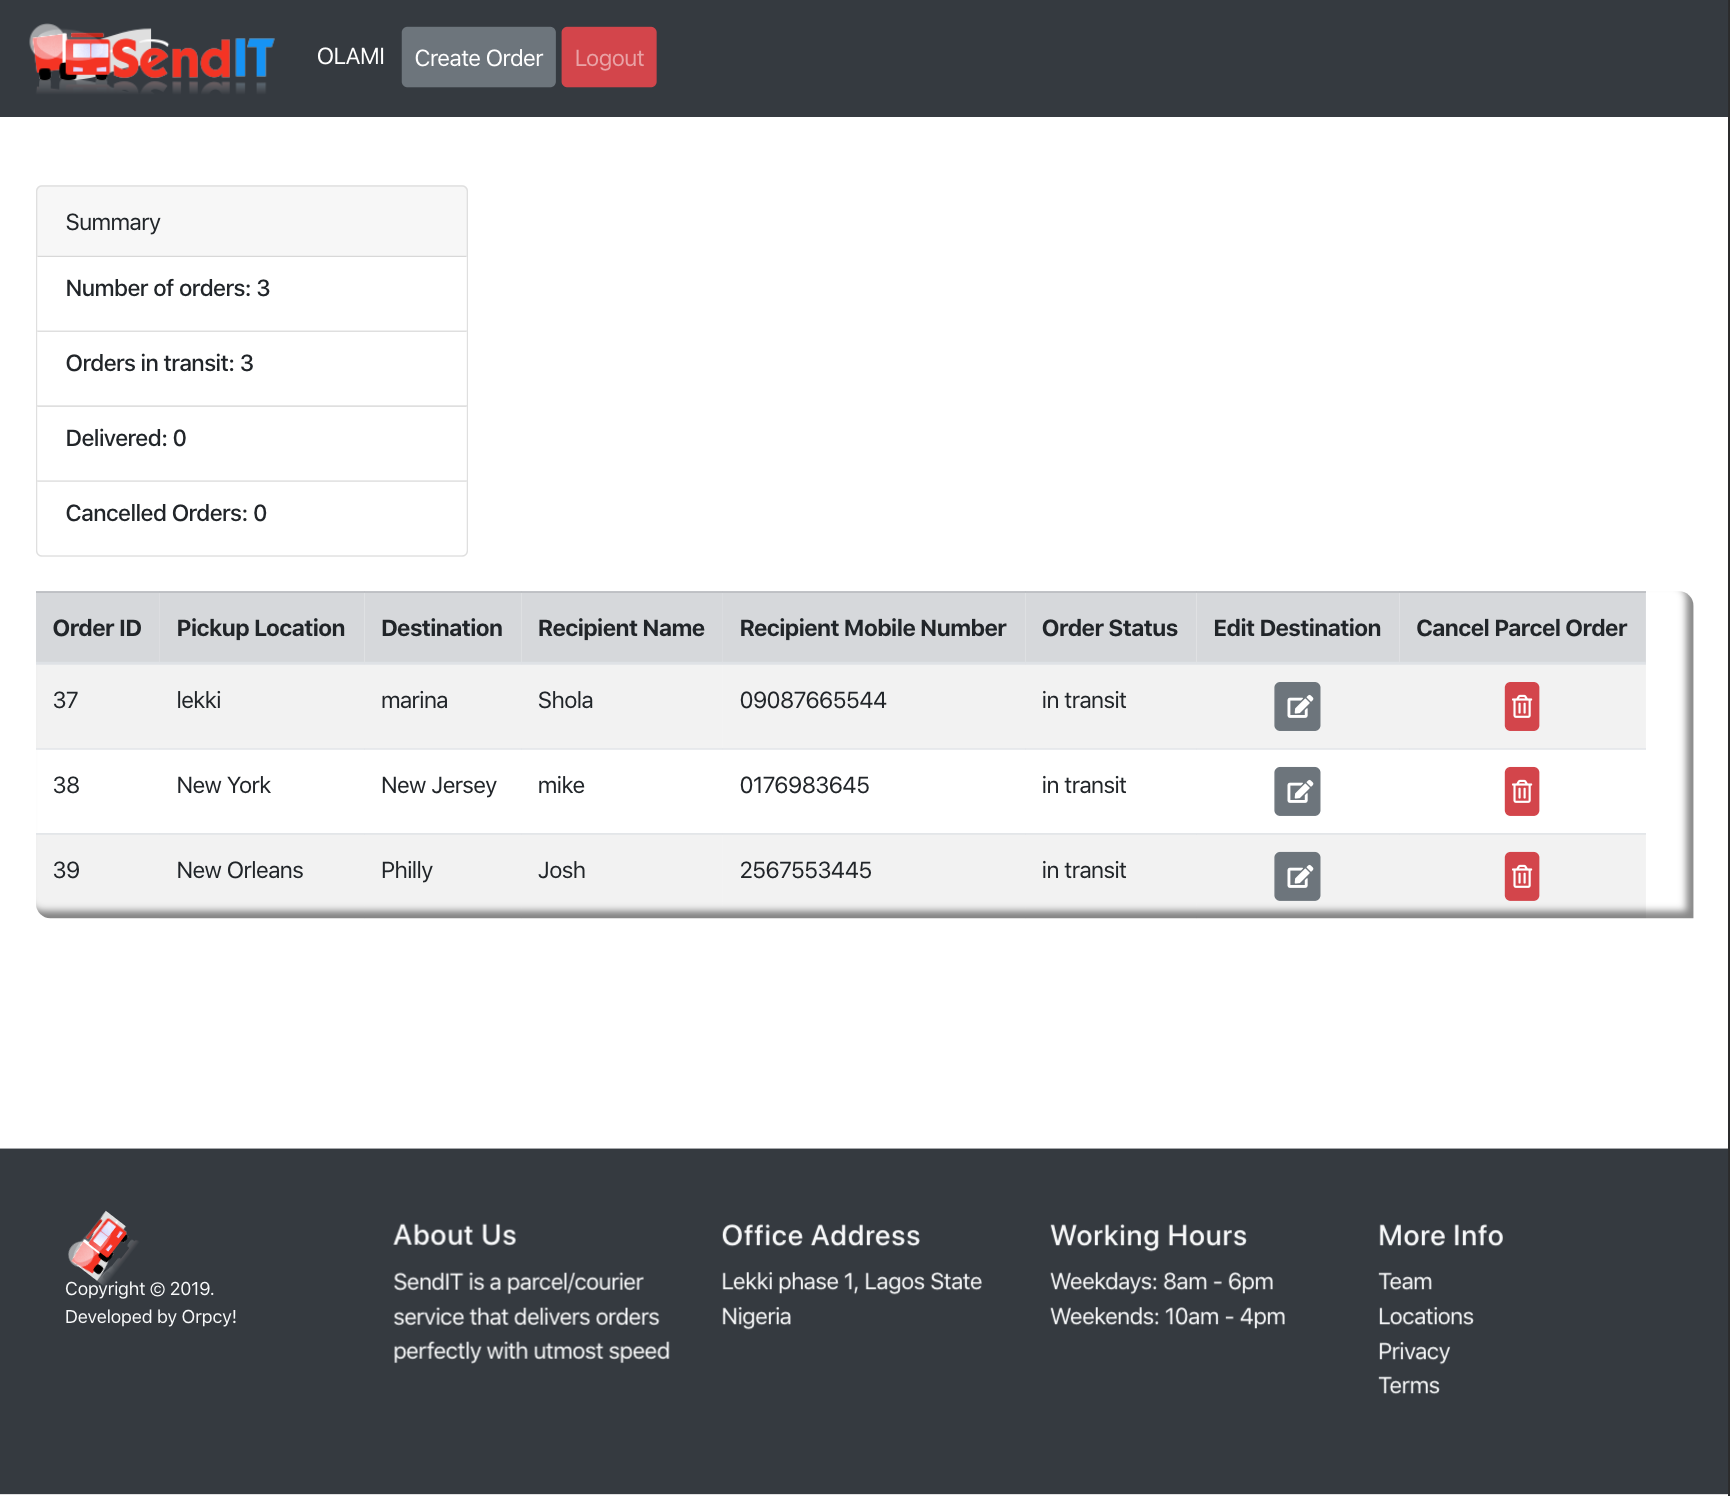 SendIT OLAMI Create Order Logout
Summary
Number of orders: 3
Orders in transit: 3
Delivered: 0
Cancelled Orders: 0
Order ID Pickup Location Destination Recipient Name Recipient Mobile Number Order Status Edit Destination Cancel Parcel Order
37 lekki marina Shola 09087665544 in transit
38 New York New Jersey mike 0176983645 in transit
39 New Orleans Philly Josh 2567553445 in transit
Copyright © 2019.
Developed by Orpcy!
About Us
SendIT is a parcel/courier
service that delivers orders
perfectly with utmost speed
Office Address
Lekki phase 1, Lagos State
Nigeria
Working Hours
Weekdays: 8am - 6pm
Weekends: 10am - 4pm
More Info
Team
Locations
Privacy
Terms